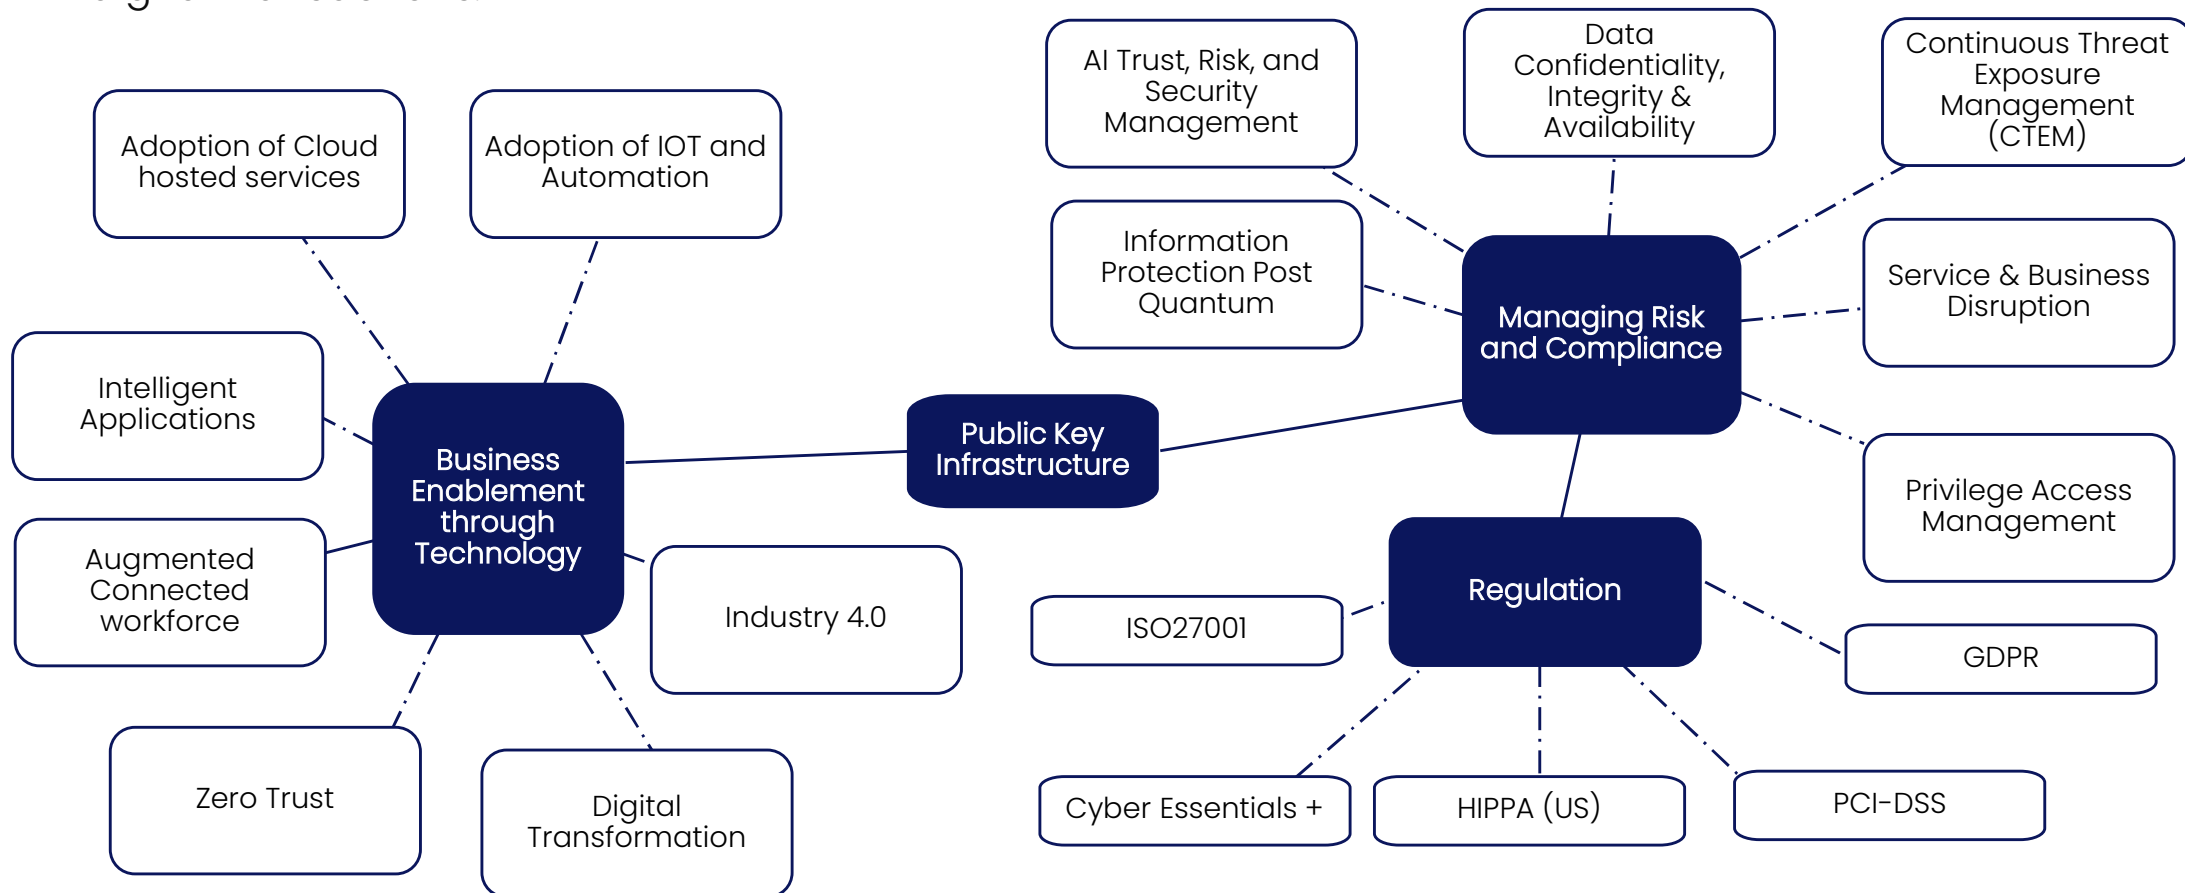 Adoption of Cloud
hosted services
Adoption of IOT and
Automation
Intelligent
Applications
Business
Enablement
through
Technology
Augmented
Connected
workforce
Industry 4.0
Zero Trust
Digital
Transformation
Public Key
Infrastructure
AI Trust, Risk, and
Security
Management
Data
Confidentiality,
Integrity &
Availability
Continuous Threat
Exposure
Management
(CTEM)
Information
Protection Post
Quantum
Managing Risk
and Compliance
Service & Business
Disruption
Privilege Access
Management
Regulation
ISO27001
GDPR
Cyber Essentials +
HIPPA (US)
PCI-DSS